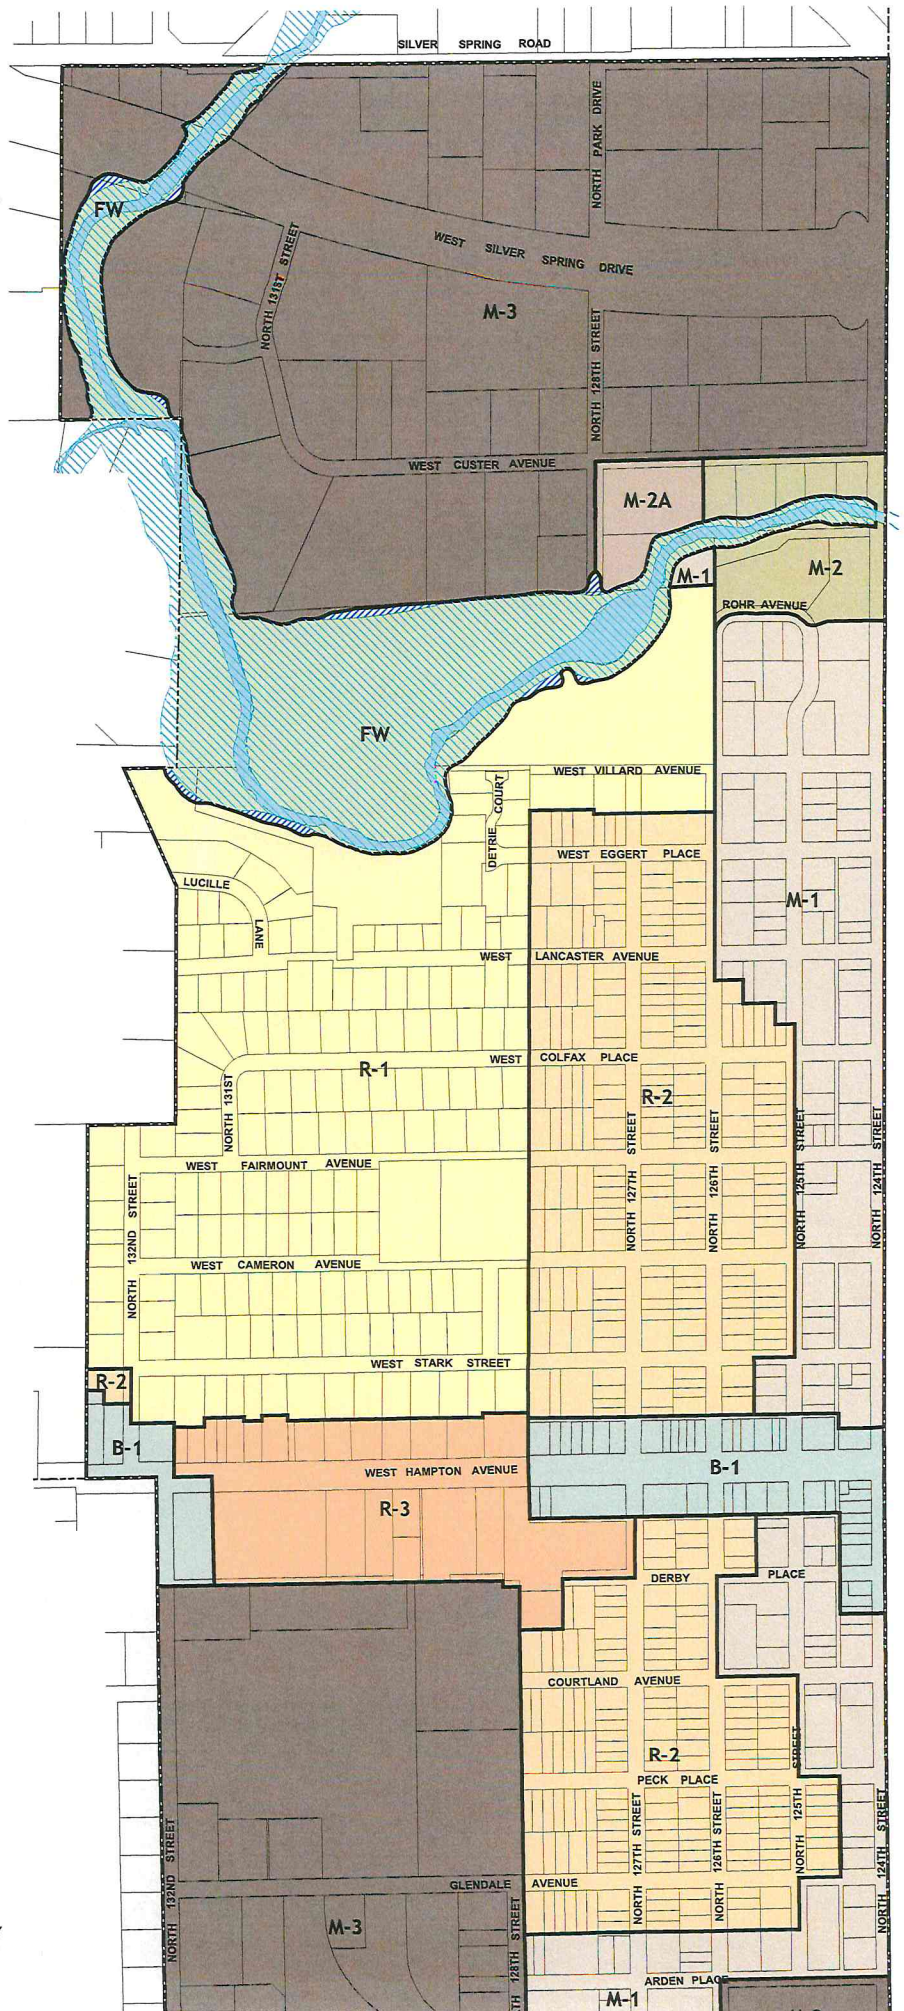 SILVER SPRING ROAD
NORTH PARK DRIVE
FW
WEST SILVER SPRING DRIVE
NORTH 131ST STREET
M-3
NORTH 128TH STREET
WEST CUSTER AVENUE
M-2A
M-2
M-1
ROHR AVENUE
FW
WEST VILLARD AVENUE
DETRIE COURT
WEST EGGERT PLACE
LUCILLE
LANE
M-1
WEST LANCASTER AVENUE
WEST COLFAX PLACE
R-1
R-2
NORTH 131ST
NORTH 127TH STREET
NORTH 126TH STREET
NORTH 125TH STREET
NORTH 124TH STREET
WEST FAIRMOUNT AVENUE
NORTH 132ND STREET
WEST CAMERON AVENUE
WEST STARK STREET
R-2
B-1
WEST HAMPTON AVENUE
B-1
R-3
DERBY PLACE
COURTLAND AVENUE
R-2
PECK PLACE
NORTH 132ND STREET
NORTH 127TH STREET
NORTH 126TH STREET
NORTH 125TH STREET
NORTH 124TH STREET
GLENDALE AVENUE
M-3
TH 128TH STREET
ARDEN PLACE
M-1